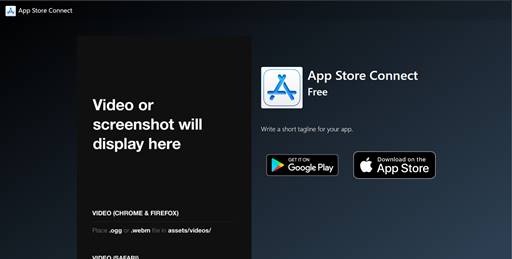 App Store Connect
Video or
screenshot will
display here
VIDEO (CHROME & FIREFOX)
Place .ogg or .webm file in assets/videos/
VIDEO (SAFARI)
App Store Connect
Free
Write a short tagline for your app.
GET IT ON
Google Play
Download on the
App Store